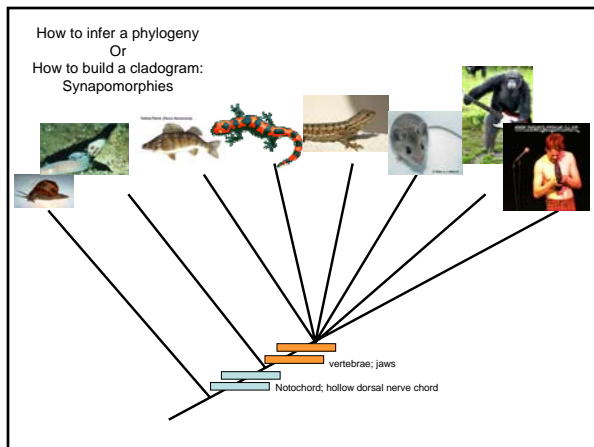 How to infer a phylogeny
Or
How to build a cladogram:
Synapomorphies
vertebrae; jaws
Notochord; hollow dorsal nerve chord